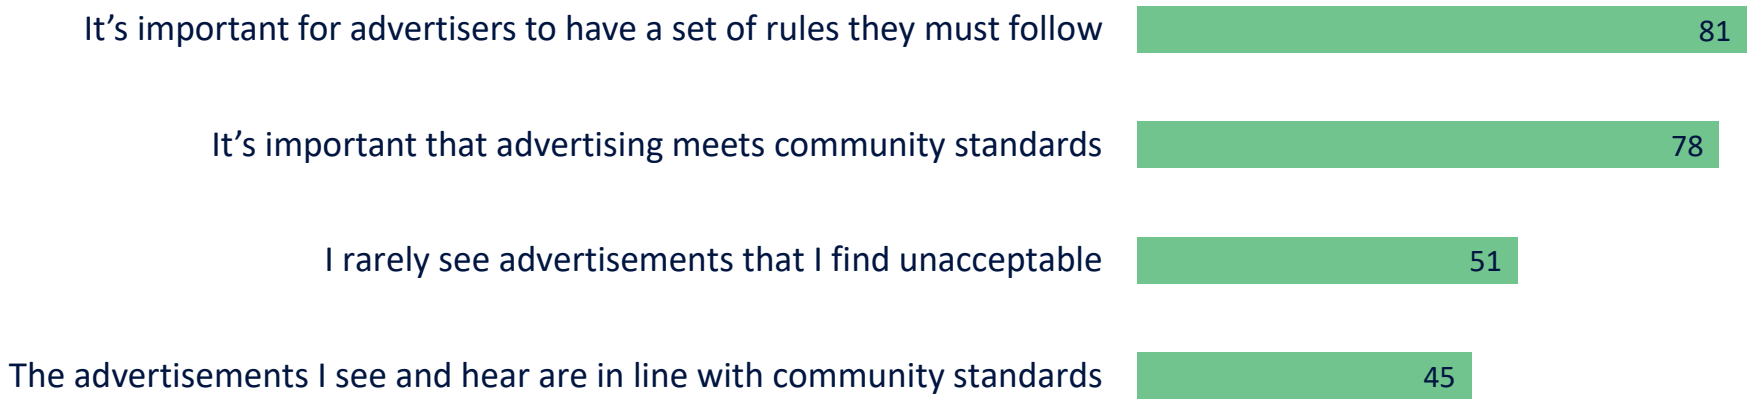 It’s important for advertisers to have a set of rules they must follow 81
It’s important that advertising meets community standards 78
I rarely see advertisements that I find unacceptable 51
The advertisements I see and hear are in line with community standards 45